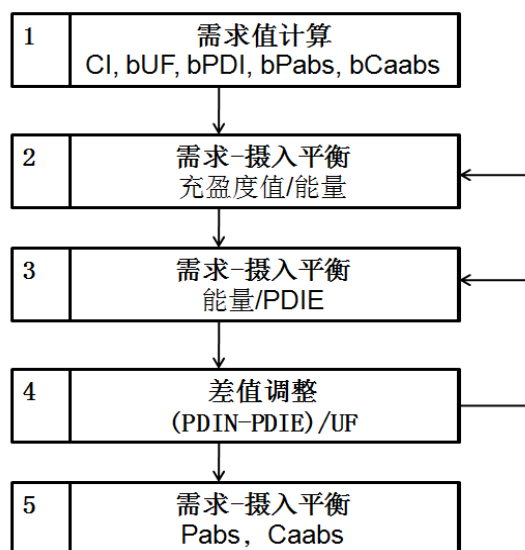 1
需求值计算
CI, bUF, bPDI, bPabs, bCaabs
2
需求-摄入平衡
充盈度值/能量
3
需求-摄入平衡
能量/PDIE
4
差值调整
(PDIN-PDIE)/UF
5
需求-摄入平衡
Pabs，Caabs